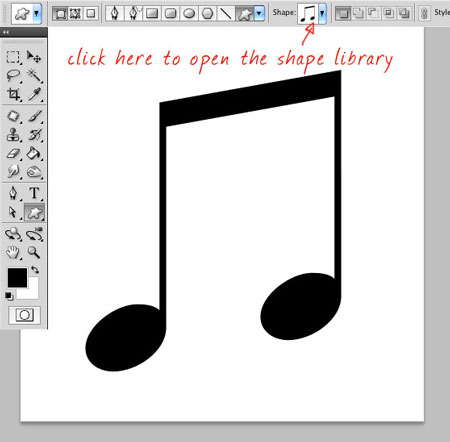 Shape:
Style
click here to open the shape library
T